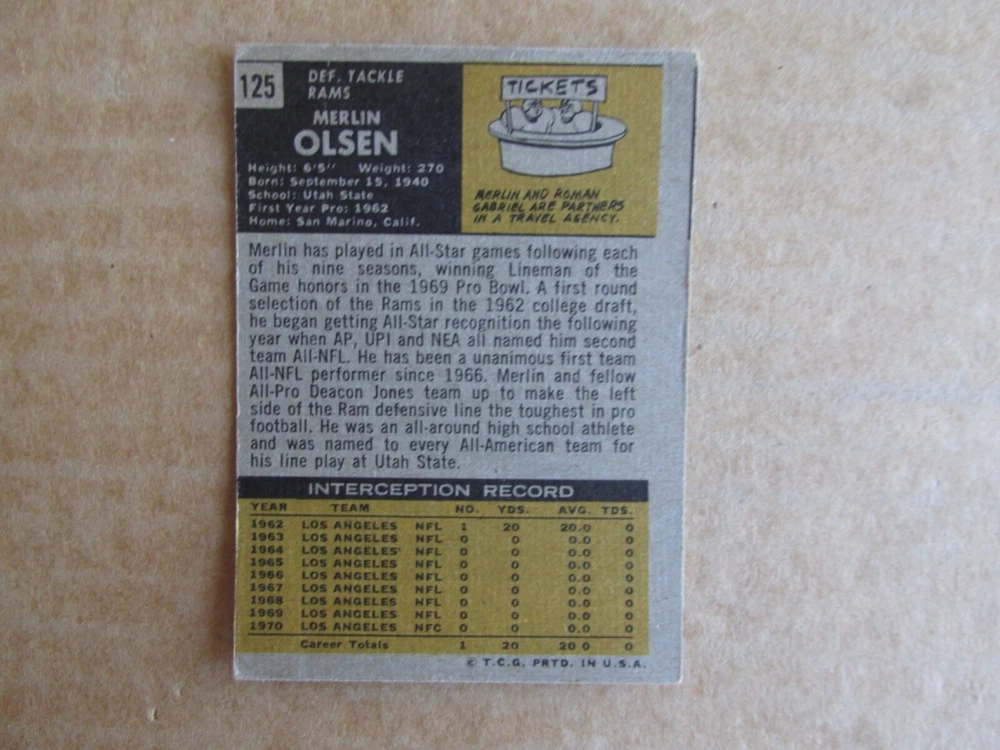 125
DEF. TACKLE
RAMS
MERLIN
OLSEN
Height: 6'5" Weight: 270
Born: September 15, 1940
School: Utah State
First Year Pro: 1962
Home: San Marino, Calif.
TICKETS
MERLIN AND ROMAN
GABRIEL ARE PARTNERS
IN A TRAVEL AGENCY.
Merlin has played in All-Star games following each
of his nine seasons, winning Lineman of the
Game honors in the 1969 Pro Bowl. A first round
selection of the Rams in the 1962 college draft,
he began getting All-Star recognition the following
year when AP, UPI and NEA all named him second
team All-NFL. He has been a unanimous first team
All-NFL performer since 1966. Merlin and fellow
All-Pro Deacon Jones team up to make the left
side of the Ram defensive line the toughest in pro
football. He was an all-around high school athlete
and was named to every All-American team for
his line play at Utah State.
INTERCEPTION RECORD
YEAR TEAM NO. YDS. AVG. TDS.
1962 LOS ANGELES NFL 1 20 20.0 0
1963 LOS ANGELES NFL 0 0 0.0 0
1964 LOS ANGELES NFL 0 0 0.0 0
1965 LOS ANGELES NFL 0 0 0.0 0
1966 LOS ANGELES NFL 0 0 0.0 0
1967 LOS ANGELES NFL 0 0 0.0 0
1968 LOS ANGELES NFL 0 0 0.0 0
1969 LOS ANGELES NFL 0 0 0.0 0
1970 LOS ANGELES NFC 0 0 0.0 0
Career Totals 1 20 20 0 0
© T.C.G. PRTD. IN U.S.A.